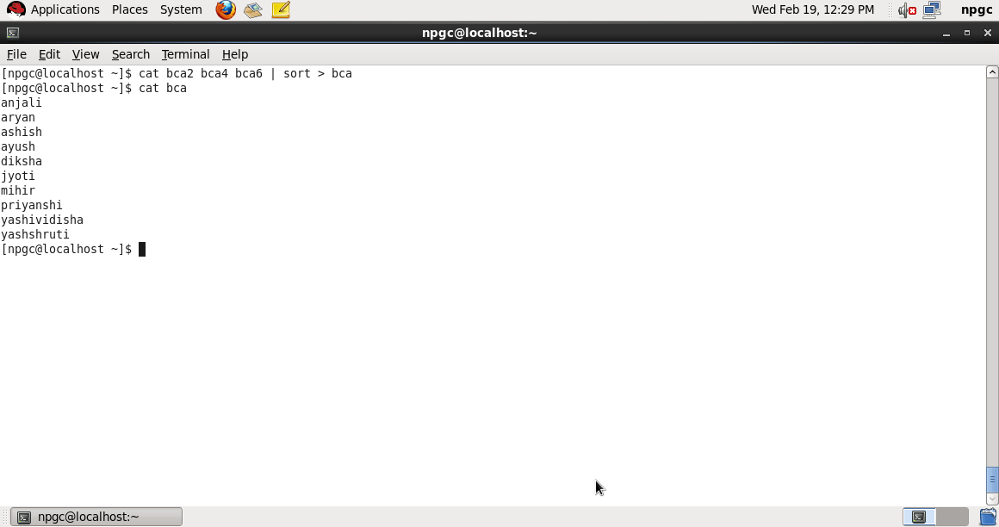 Applications Places System Wed Feb 19, 12:29 PM npgc
npgc@localhost:~
File Edit View Search Terminal Help
[npgc@localhost ~]$ cat bca2 bca4 bca6 | sort > bca
[npgc@localhost ~]$ cat bca
anjali
aryan
ashish
ayush
diksha
jyoti
mihir
priyanshi
yashividisha
yashshruti
[npgc@localhost ~]$
npgc@localhost:~